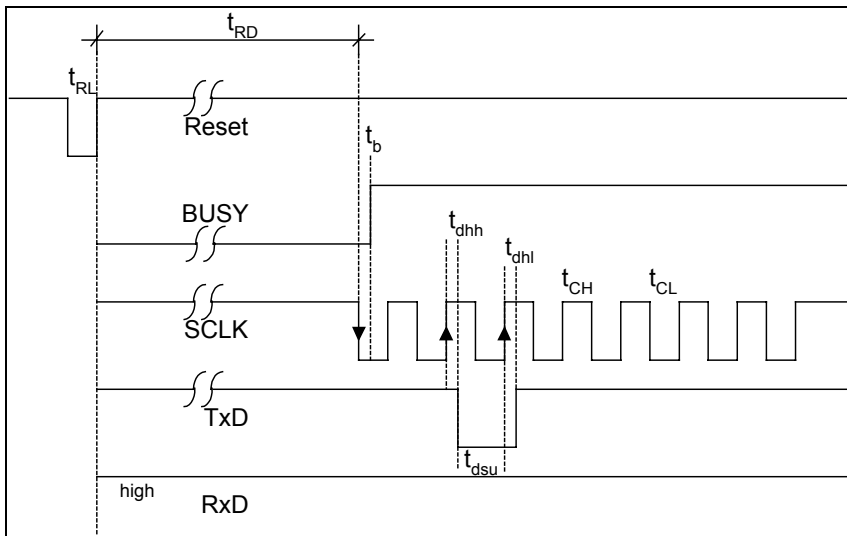 tRD
tRL
Reset
tb
BUSY
tdhh
tdhl
tCH
tCL
SCLK
TxD
tdsu
high
RxD